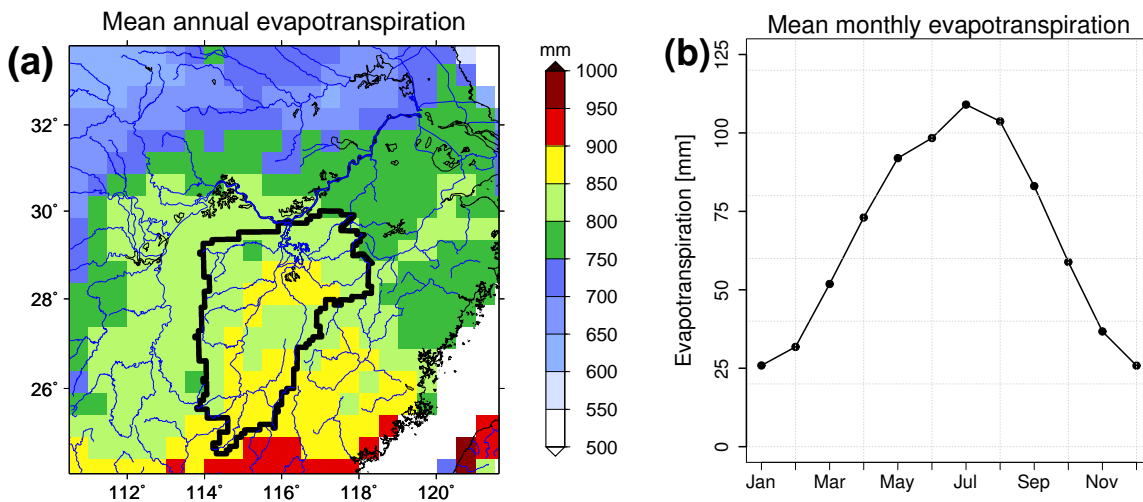 Mean annual evapotranspiration
(a)
32°
30°
28°
26°
112°
114°
116°
118°
120°
mm
1000
950
900
850
800
750
700
650
600
550
500
Mean monthly evapotranspiration
(b)
Evapotranspiration [mm]
125
100
75
50
25
0
Jan
Mar
May
Jul
Sep
Nov